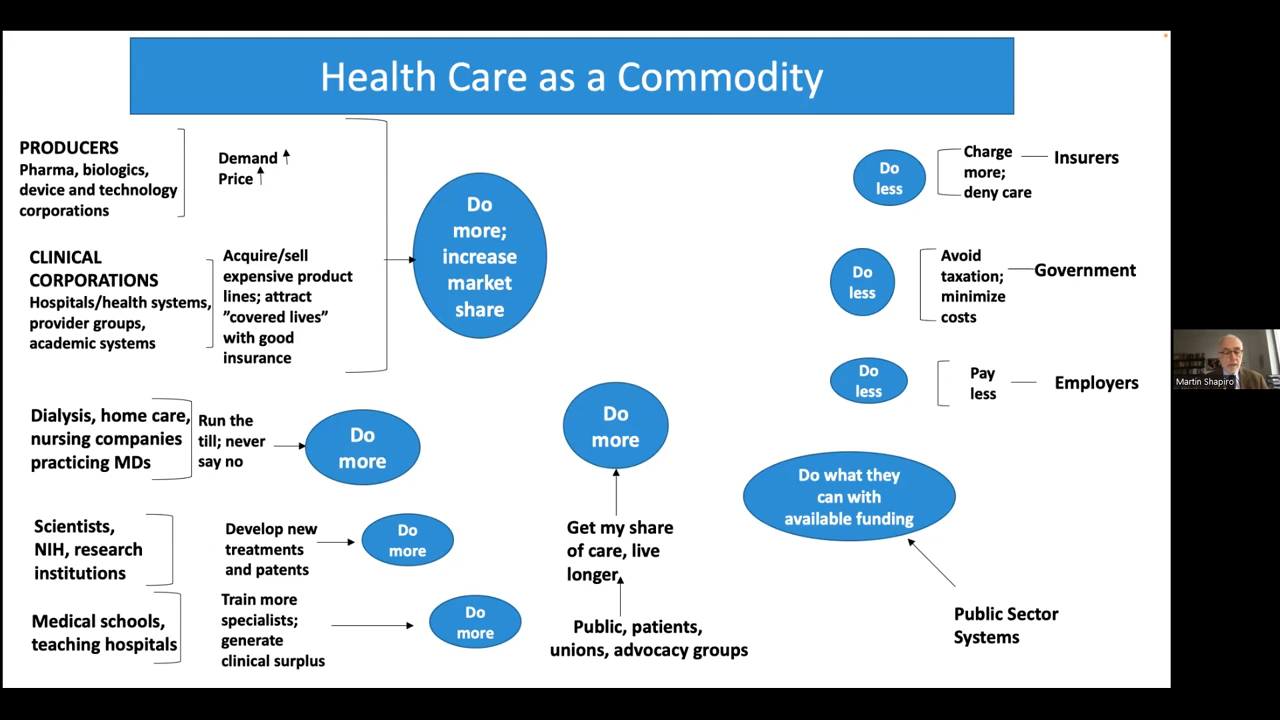 Health Care as a Commodity
PRODUCERS
Pharma, biologics,
device and technology
corporations
Demand
Price
CLINICAL
CORPORATIONS
Hospitals/health systems,
provider groups,
academic systems
Acquire/sell
expensive product
lines; attract
”covered lives”
with good
insurance
Do
more;
increase
market
share
Dialysis, home care,
nursing companies
practicing MDs
Run the
till; never
say no
Do
more
Scientists,
NIH, research
institutions
Develop new
treatments
and patents
Do
more
Medical schools,
teaching hospitals
Train more
specialists;
generate
clinical surplus
Do
more
Do
more
Get my share
of care, live
longer
Public, patients,
unions, advocacy groups
Do
less
Charge
more;
deny care
Insurers
Do
less
Avoid
taxation;
minimize
costs
Government
Do
less
Pay
less
Employers
Do what they
can with
available funding
Public Sector
Systems
Martin Shapiro